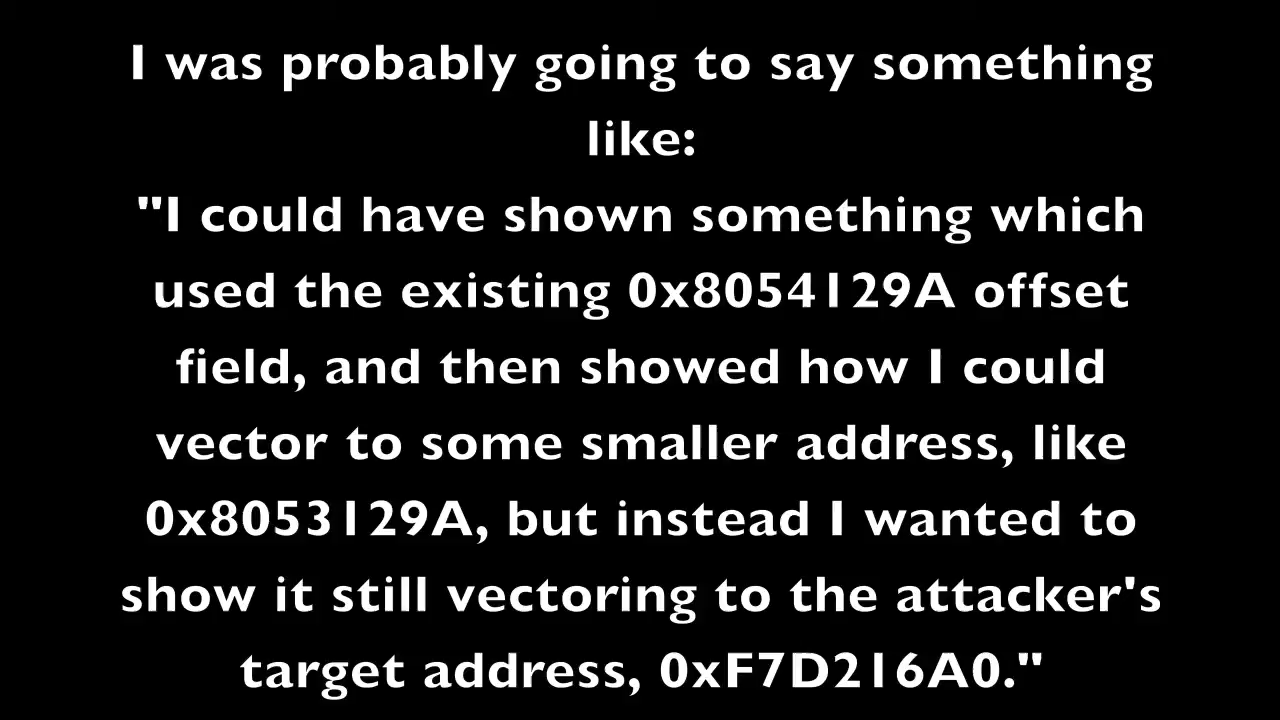 I was probably going to say something
like:
"I could have shown something which
used the existing 0x8054129A offset
field, and then showed how I could
vector to some smaller address, like
0x8053129A, but instead I wanted to
show it still vectoring to the attacker's
target address, 0xF7D216A0."